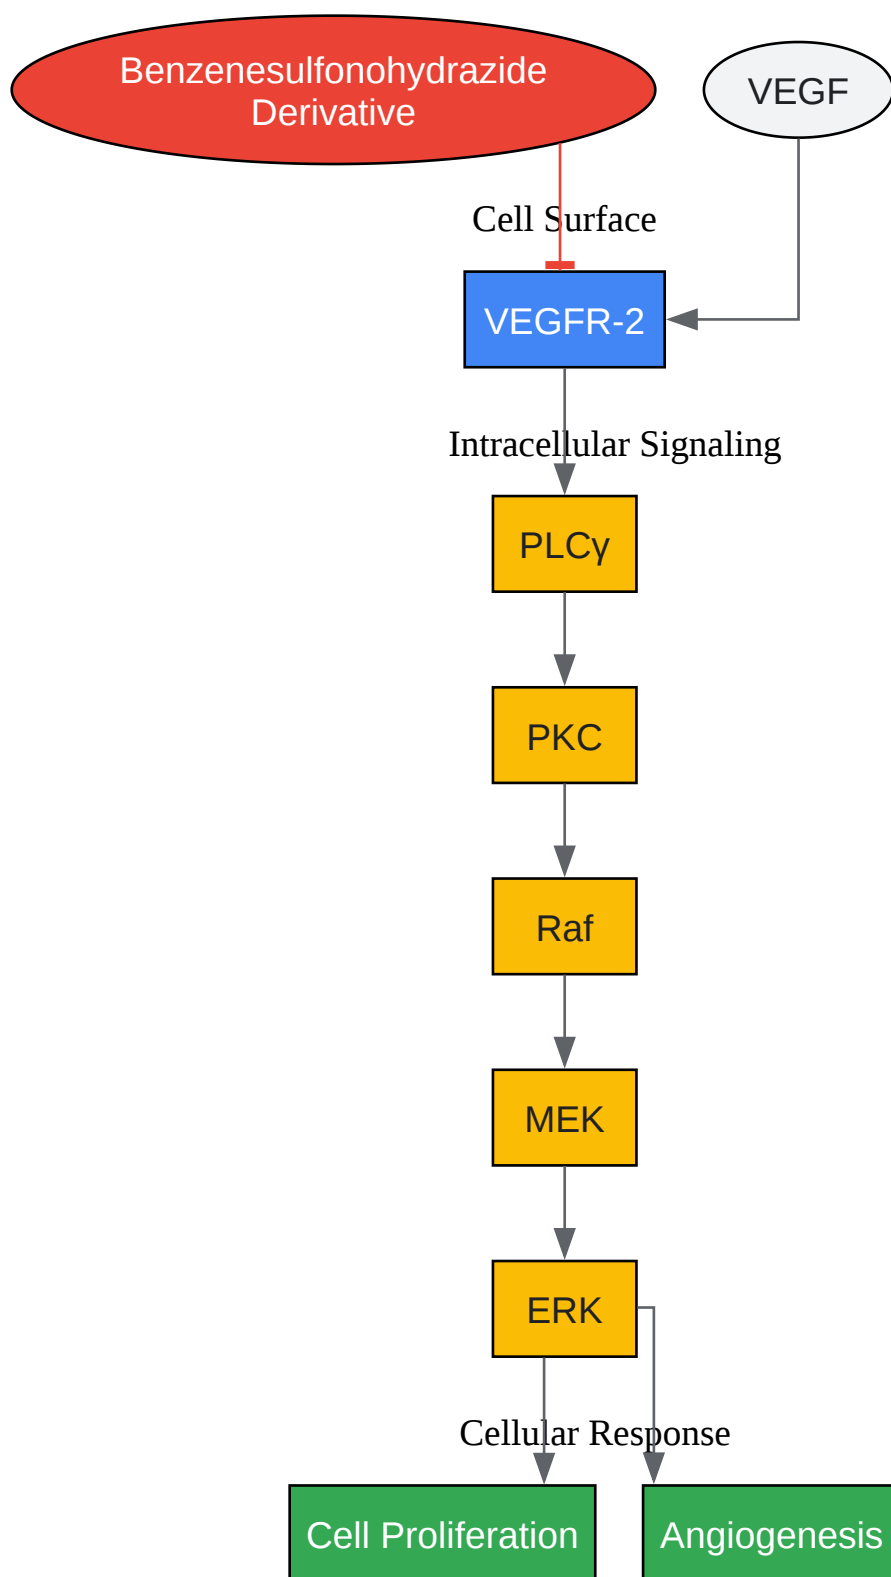 Benzenesulfonohydrazide
Derivative
VEGF
Cell Surface
VEGFR-2
Intracellular Signaling
PLCγ
PKC
Raf
MEK
ERK
Cellular Response
Cell Proliferation
Angiogenesis